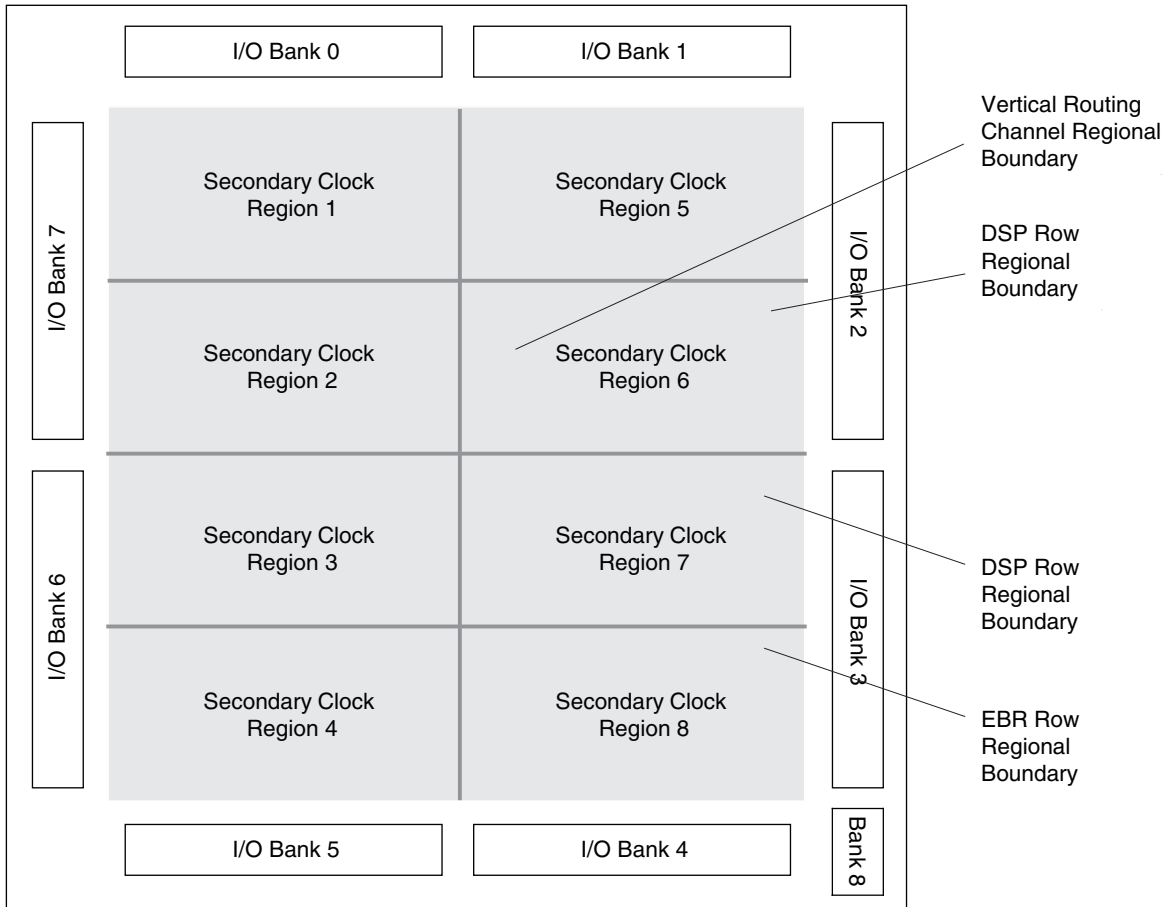 I/O Bank 0
I/O Bank 1
Vertical Routing
Channel Regional
Boundary
I/O Bank 7
Secondary Clock
Region 1
Secondary Clock
Region 5
I/O Bank 2
DSP Row
Regional
Boundary
Secondary Clock
Region 2
Secondary Clock
Region 6
I/O Bank 6
Secondary Clock
Region 3
Secondary Clock
Region 7
I/O Bank 3
DSP Row
Regional
Boundary
Secondary Clock
Region 4
Secondary Clock
Region 8
EBR Row
Regional
Boundary
I/O Bank 5
I/O Bank 4
Bank 8